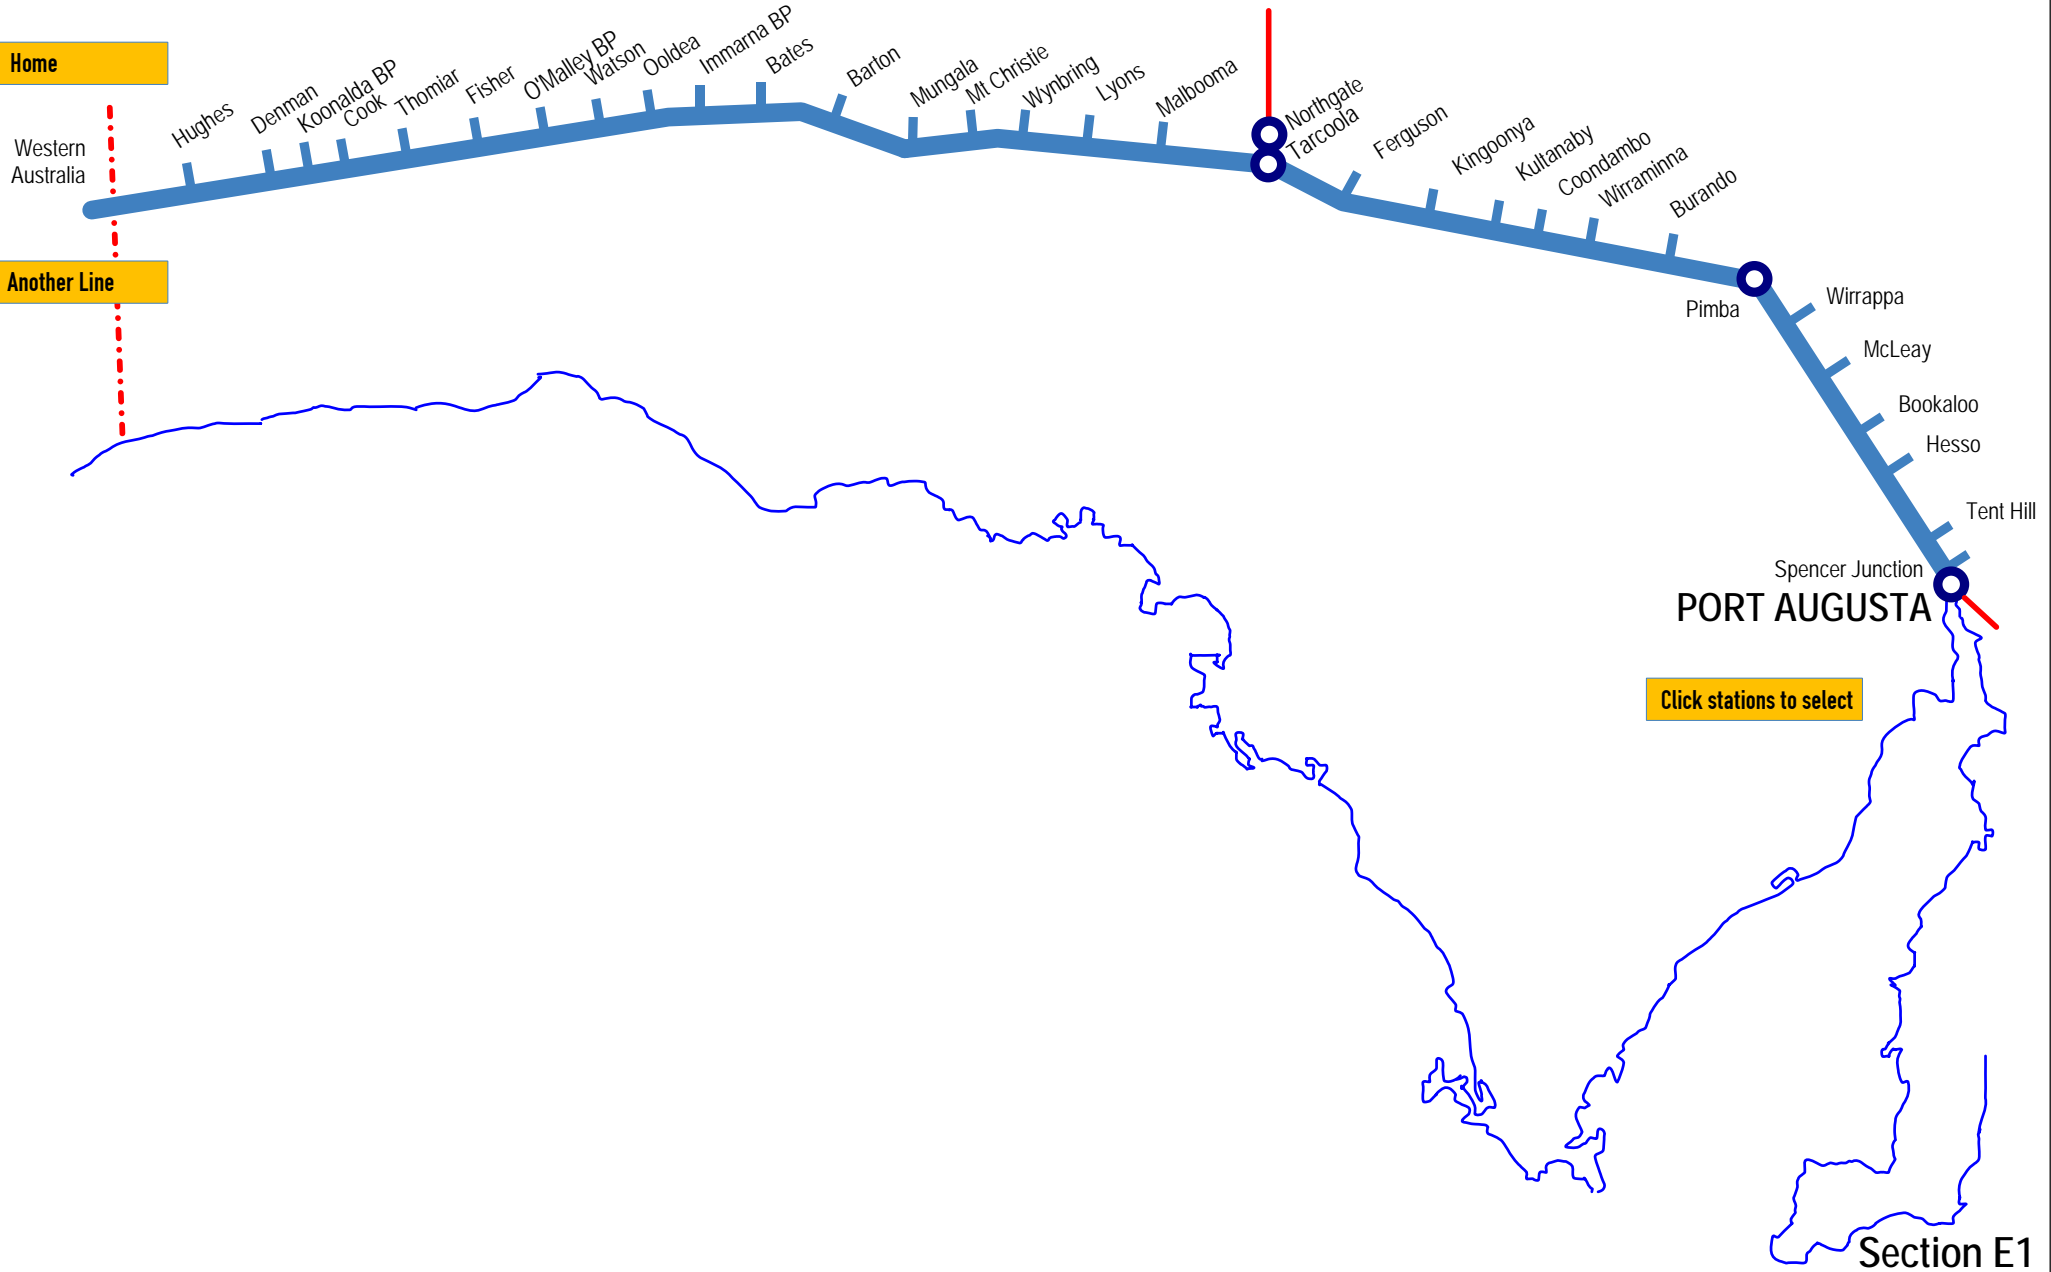 Home
Western
Australia
Another Line
Hughes
Denman
Koonalda BP
Cook
Thomiar
Fisher
O'Malley BP
Watson
Ooldea
Immarna BP
Bates
Barton
Mungala
Mt Christie
Wynbring
Lyons
Malbooma
Northgate
Tarcoola
Ferguson
Kingoonya
Kultanaby
Coondambo
Wirraminna
Burando
Pimba
Wirrappa
McLeay
Bookaloo
Hesso
Tent Hill
Spencer Junction
PORT AUGUSTA
Click stations to select
Section E1